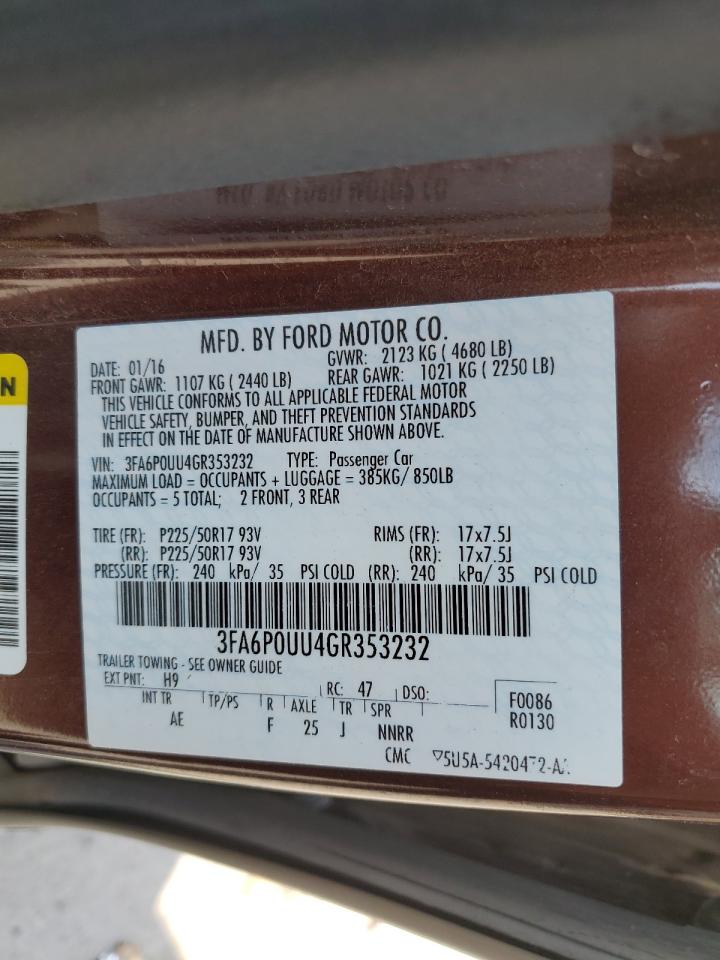 MFD. BY FORD MOTOR CO.
DATE: 01/16 GVWR: 2123 KG ( 4680 LB)
FRONT GAWR: 1107 KG ( 2440 LB) REAR GAWR: 1021 KG ( 2250 LB)
THIS VEHICLE CONFORMS TO ALL APPLICABLE FEDERAL MOTOR
VEHICLE SAFETY, BUMPER, AND THEFT PREVENTION STANDARDS
IN EFFECT ON THE DATE OF MANUFACTURE SHOWN ABOVE.
VIN: 3FA6P0UU4GR353232 TYPE: Passenger Car
MAXIMUM LOAD = OCCUPANTS + LUGGAGE = 385KG/ 850LB
OCCUPANTS = 5 TOTAL; 2 FRONT, 3 REAR
TIRE (FR): P225/50R17 93V RIMS (FR): 17x7.5J
(RR): P225/50R17 93V (RR): 17x7.5J
PRESSURE (FR): 240 kPa/ 35 PSI COLD (RR): 240 kPa/ 35 PSI COLD
3FA6P0UU4GR353232
TRAILER TOWING - SEE OWNER GUIDE
EXT PNT: H9 RC: 47 DSO: F0086
INT TR TP/PS R AXLE TR SPR R0130
AE F 25 J NNRR
CMC
N